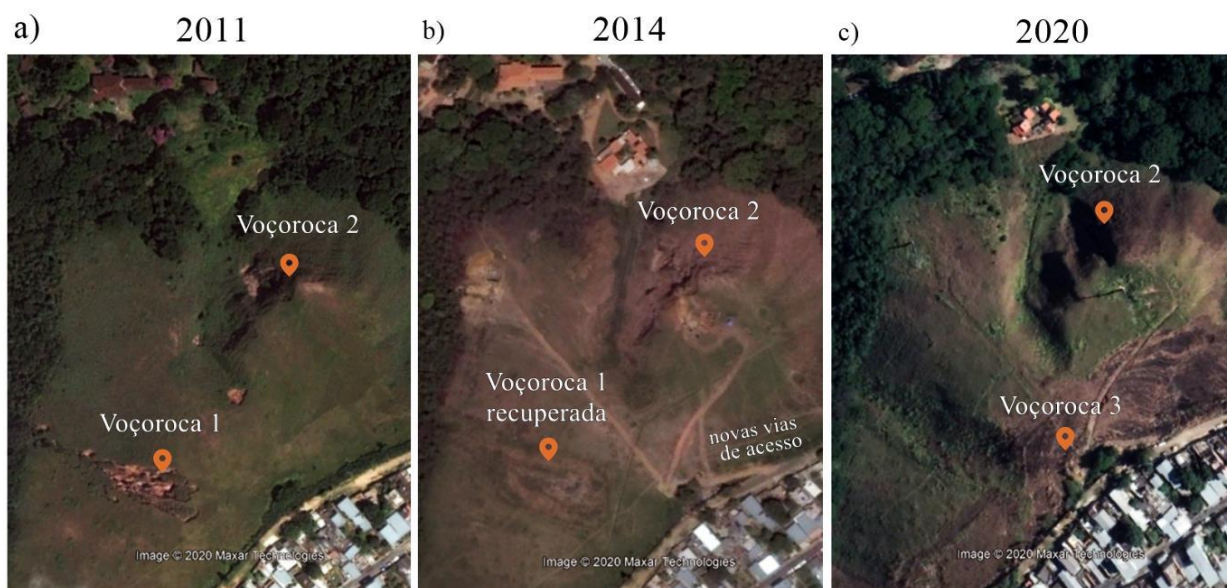 a)
2011
Voçoroca 2
Voçoroca 1
Image © 2020 Maxar Technologies
b)
2014
Voçoroca 2
Voçoroca 1
recuperada
novas vias
de acesso
Image © 2020 Maxar Technologies
c)
2020
Voçoroca 2
Voçoroca 3
Image © 2020 Maxar Technologies